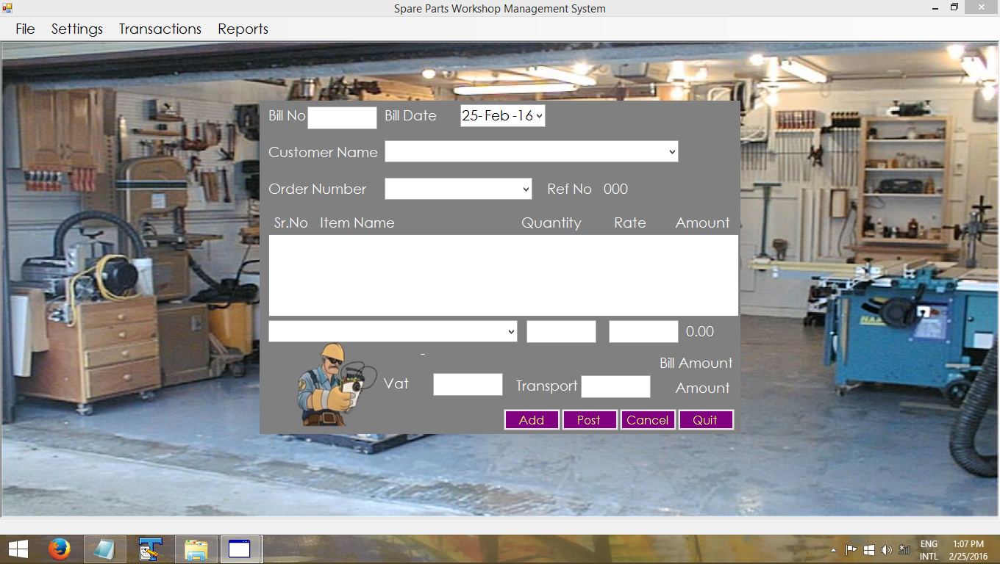 Spare Parts Workshop Management System
File Settings Transactions Reports
Bill No Bill Date 25-Feb-16
Customer Name
Order Number Ref No 000
Sr.No Item Name Quantity Rate Amount
0.00
-
Bill Amount
Vat Transport Amount
Add Post Cancel Quit
ENG 1:07 PM
INTL 2/25/2016